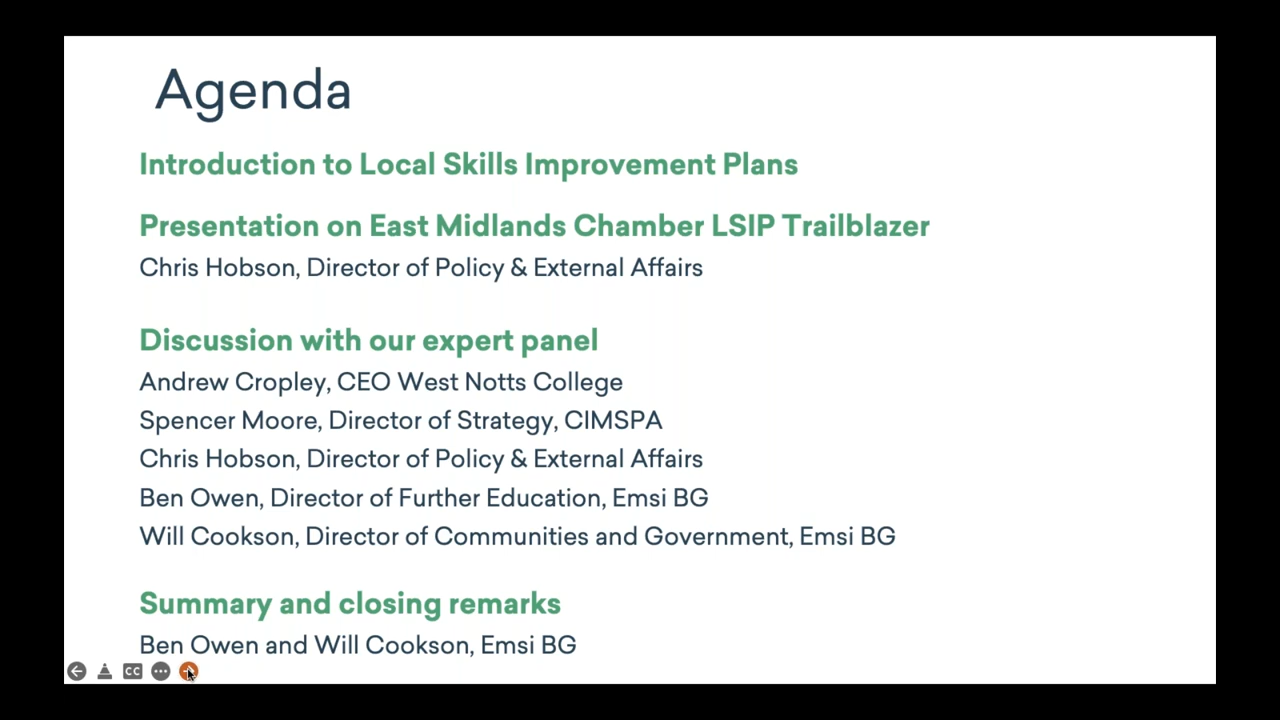 Agenda
Introduction to Local Skills Improvement Plans
Presentation on East Midlands Chamber LSIP Trailblazer
Chris Hobson, Director of Policy & External Affairs
Discussion with our expert panel
Andrew Cropley, CEO West Notts College
Spencer Moore, Director of Strategy, CIMSPA
Chris Hobson, Director of Policy & External Affairs
Ben Owen, Director of Further Education, Emsi BG
Will Cookson, Director of Communities and Government, Emsi BG
Summary and closing remarks
Ben Owen and Will Cookson, Emsi BG
CC